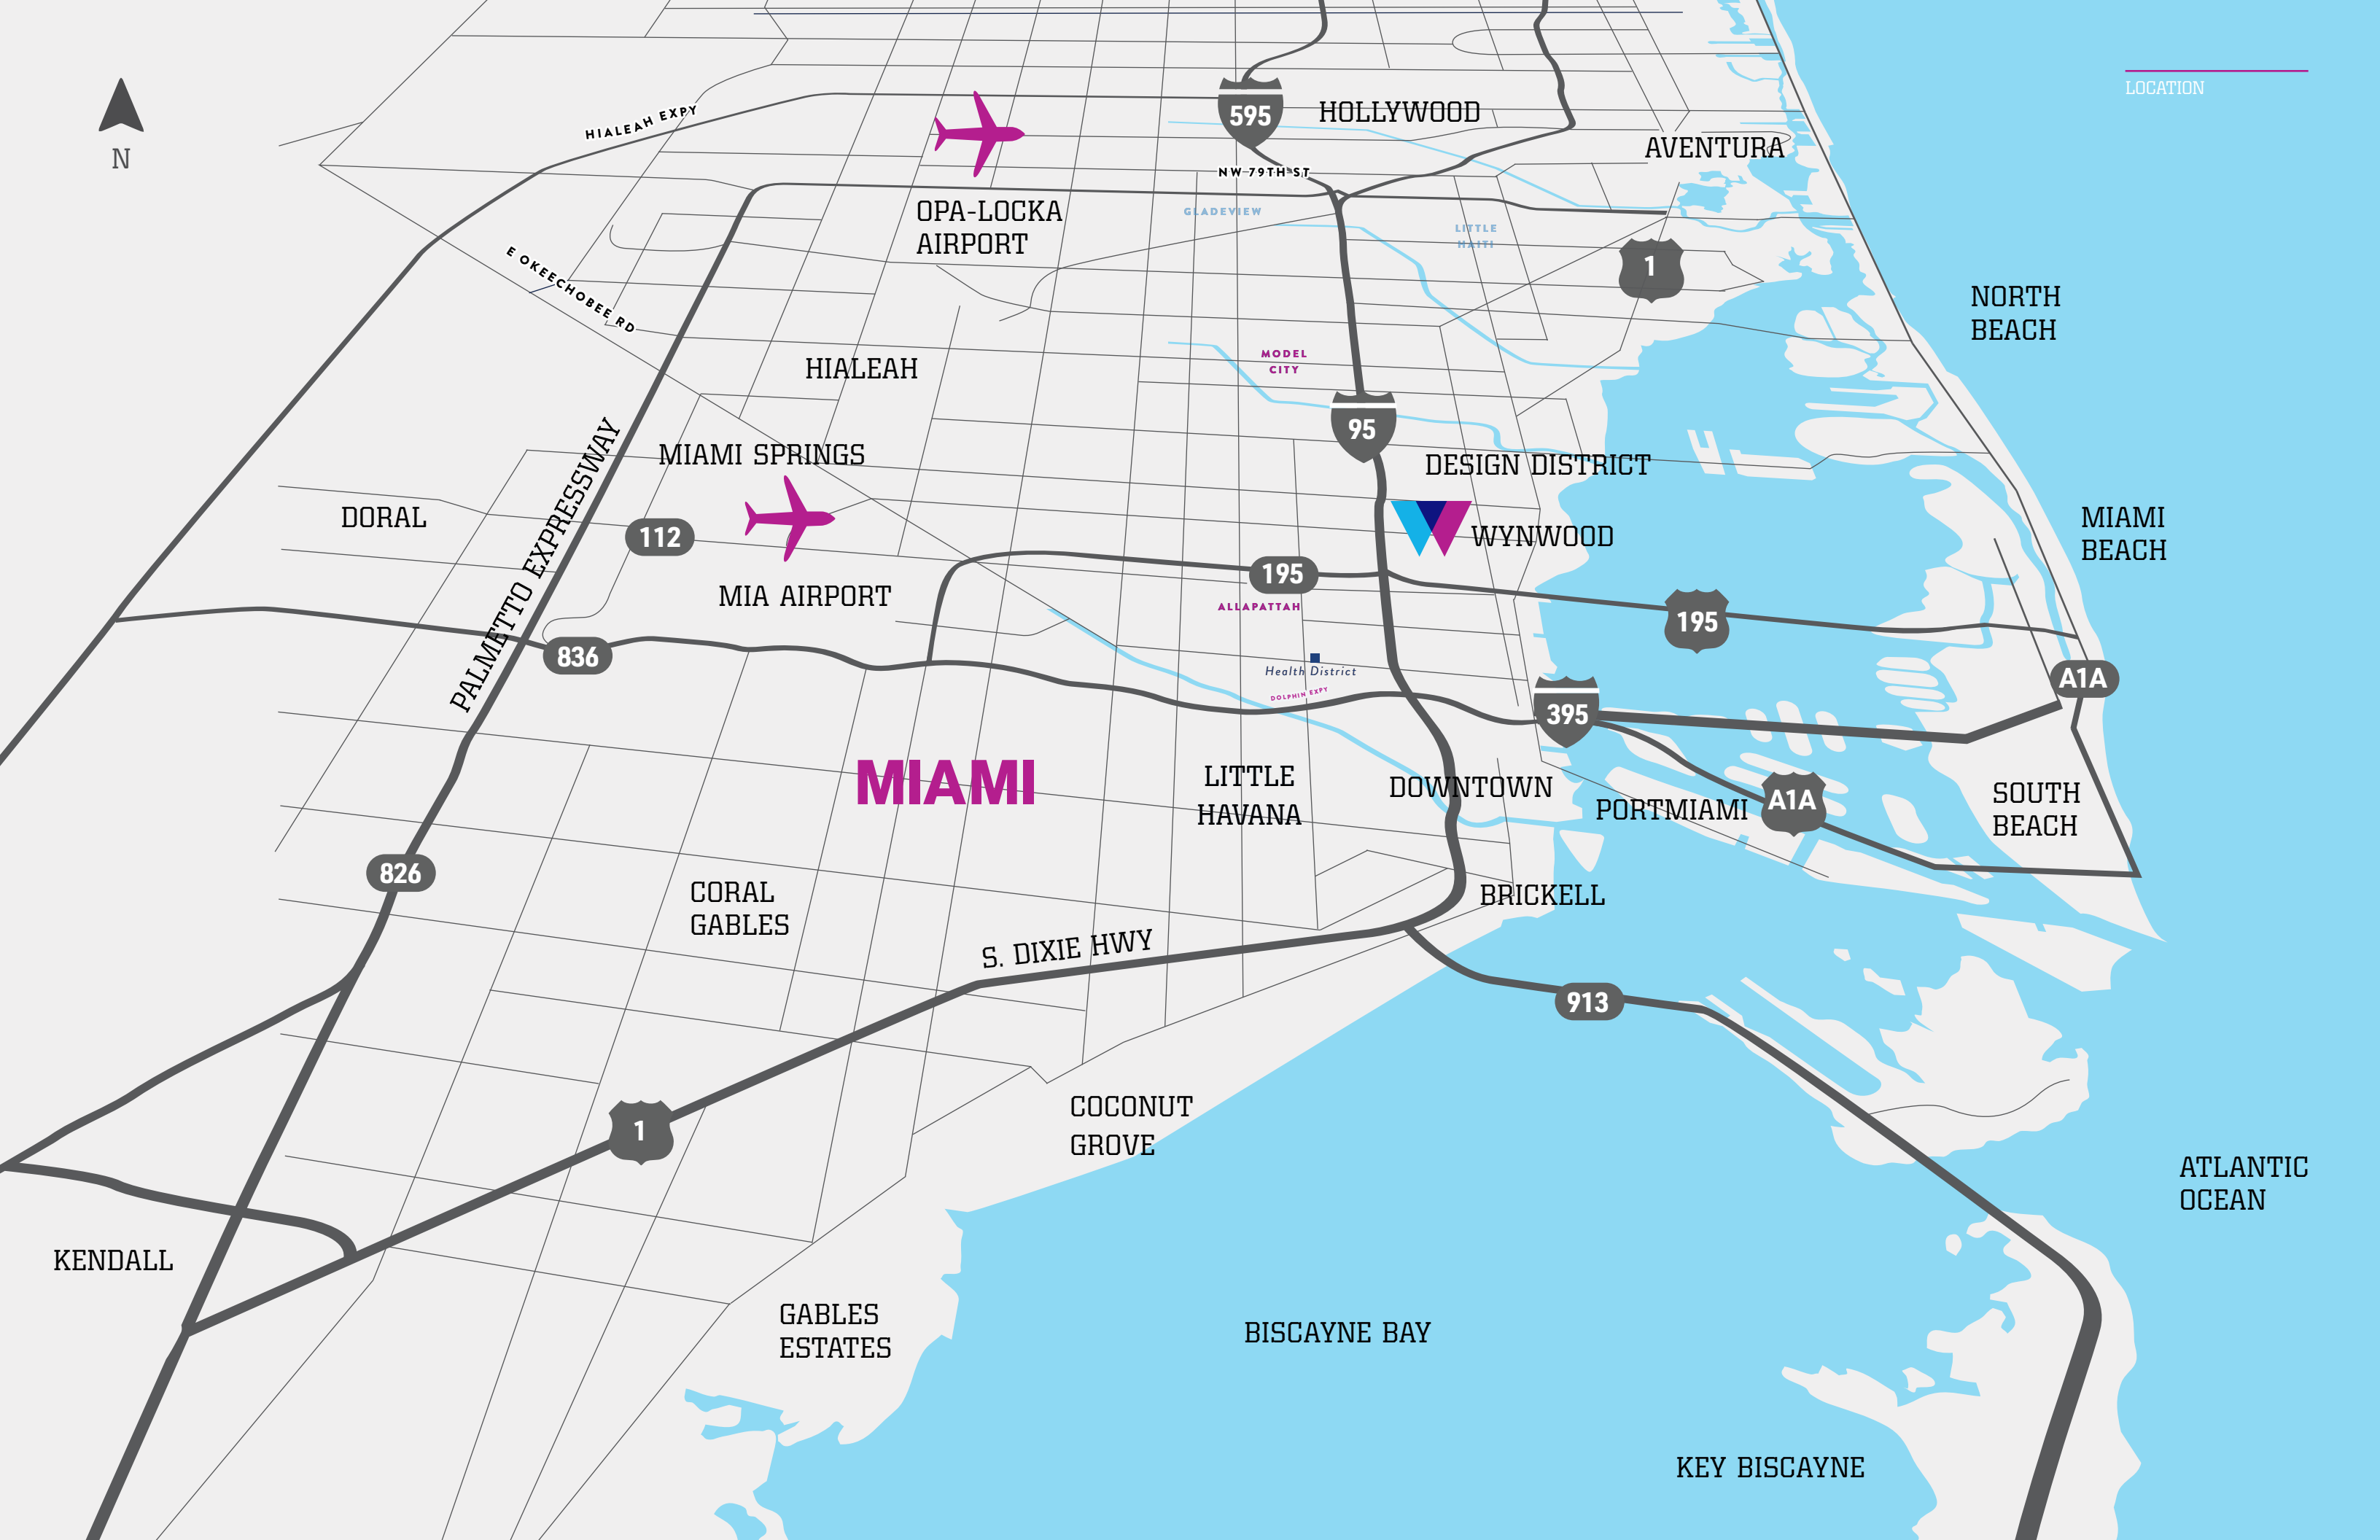 LOCATION
HIALEAH EXPY
595
HOLLYWOOD
AVENTURA
N
NW 79TH ST
OPA-LOCKA
AIRPORT
GLADEVIEW
LITTLE
HAITI
E OKEECHOBEE RD
1
NORTH
BEACH
MODEL
CITY
HIALEAH
95
MIAMI SPRINGS
DESIGN DISTRICT
DORAL
PALMETTO EXPRESSWAY
112
WYNWOOD
MIAMI
BEACH
195
MIA AIRPORT
ALLAPATTAH
195
836
Health District
DOLPHIN EXPY
A1A
395
MIAMI
LITTLE
HAVANA
DOWNTOWN
PORTMIAMI
A1A
SOUTH
BEACH
826
CORAL
GABLES
BRICKELL
S. DIXIE HWY
913
1
COCONUT
GROVE
ATLANTIC
OCEAN
KENDALL
GABLES
ESTATES
BISCAYNE BAY
KEY BISCAYNE